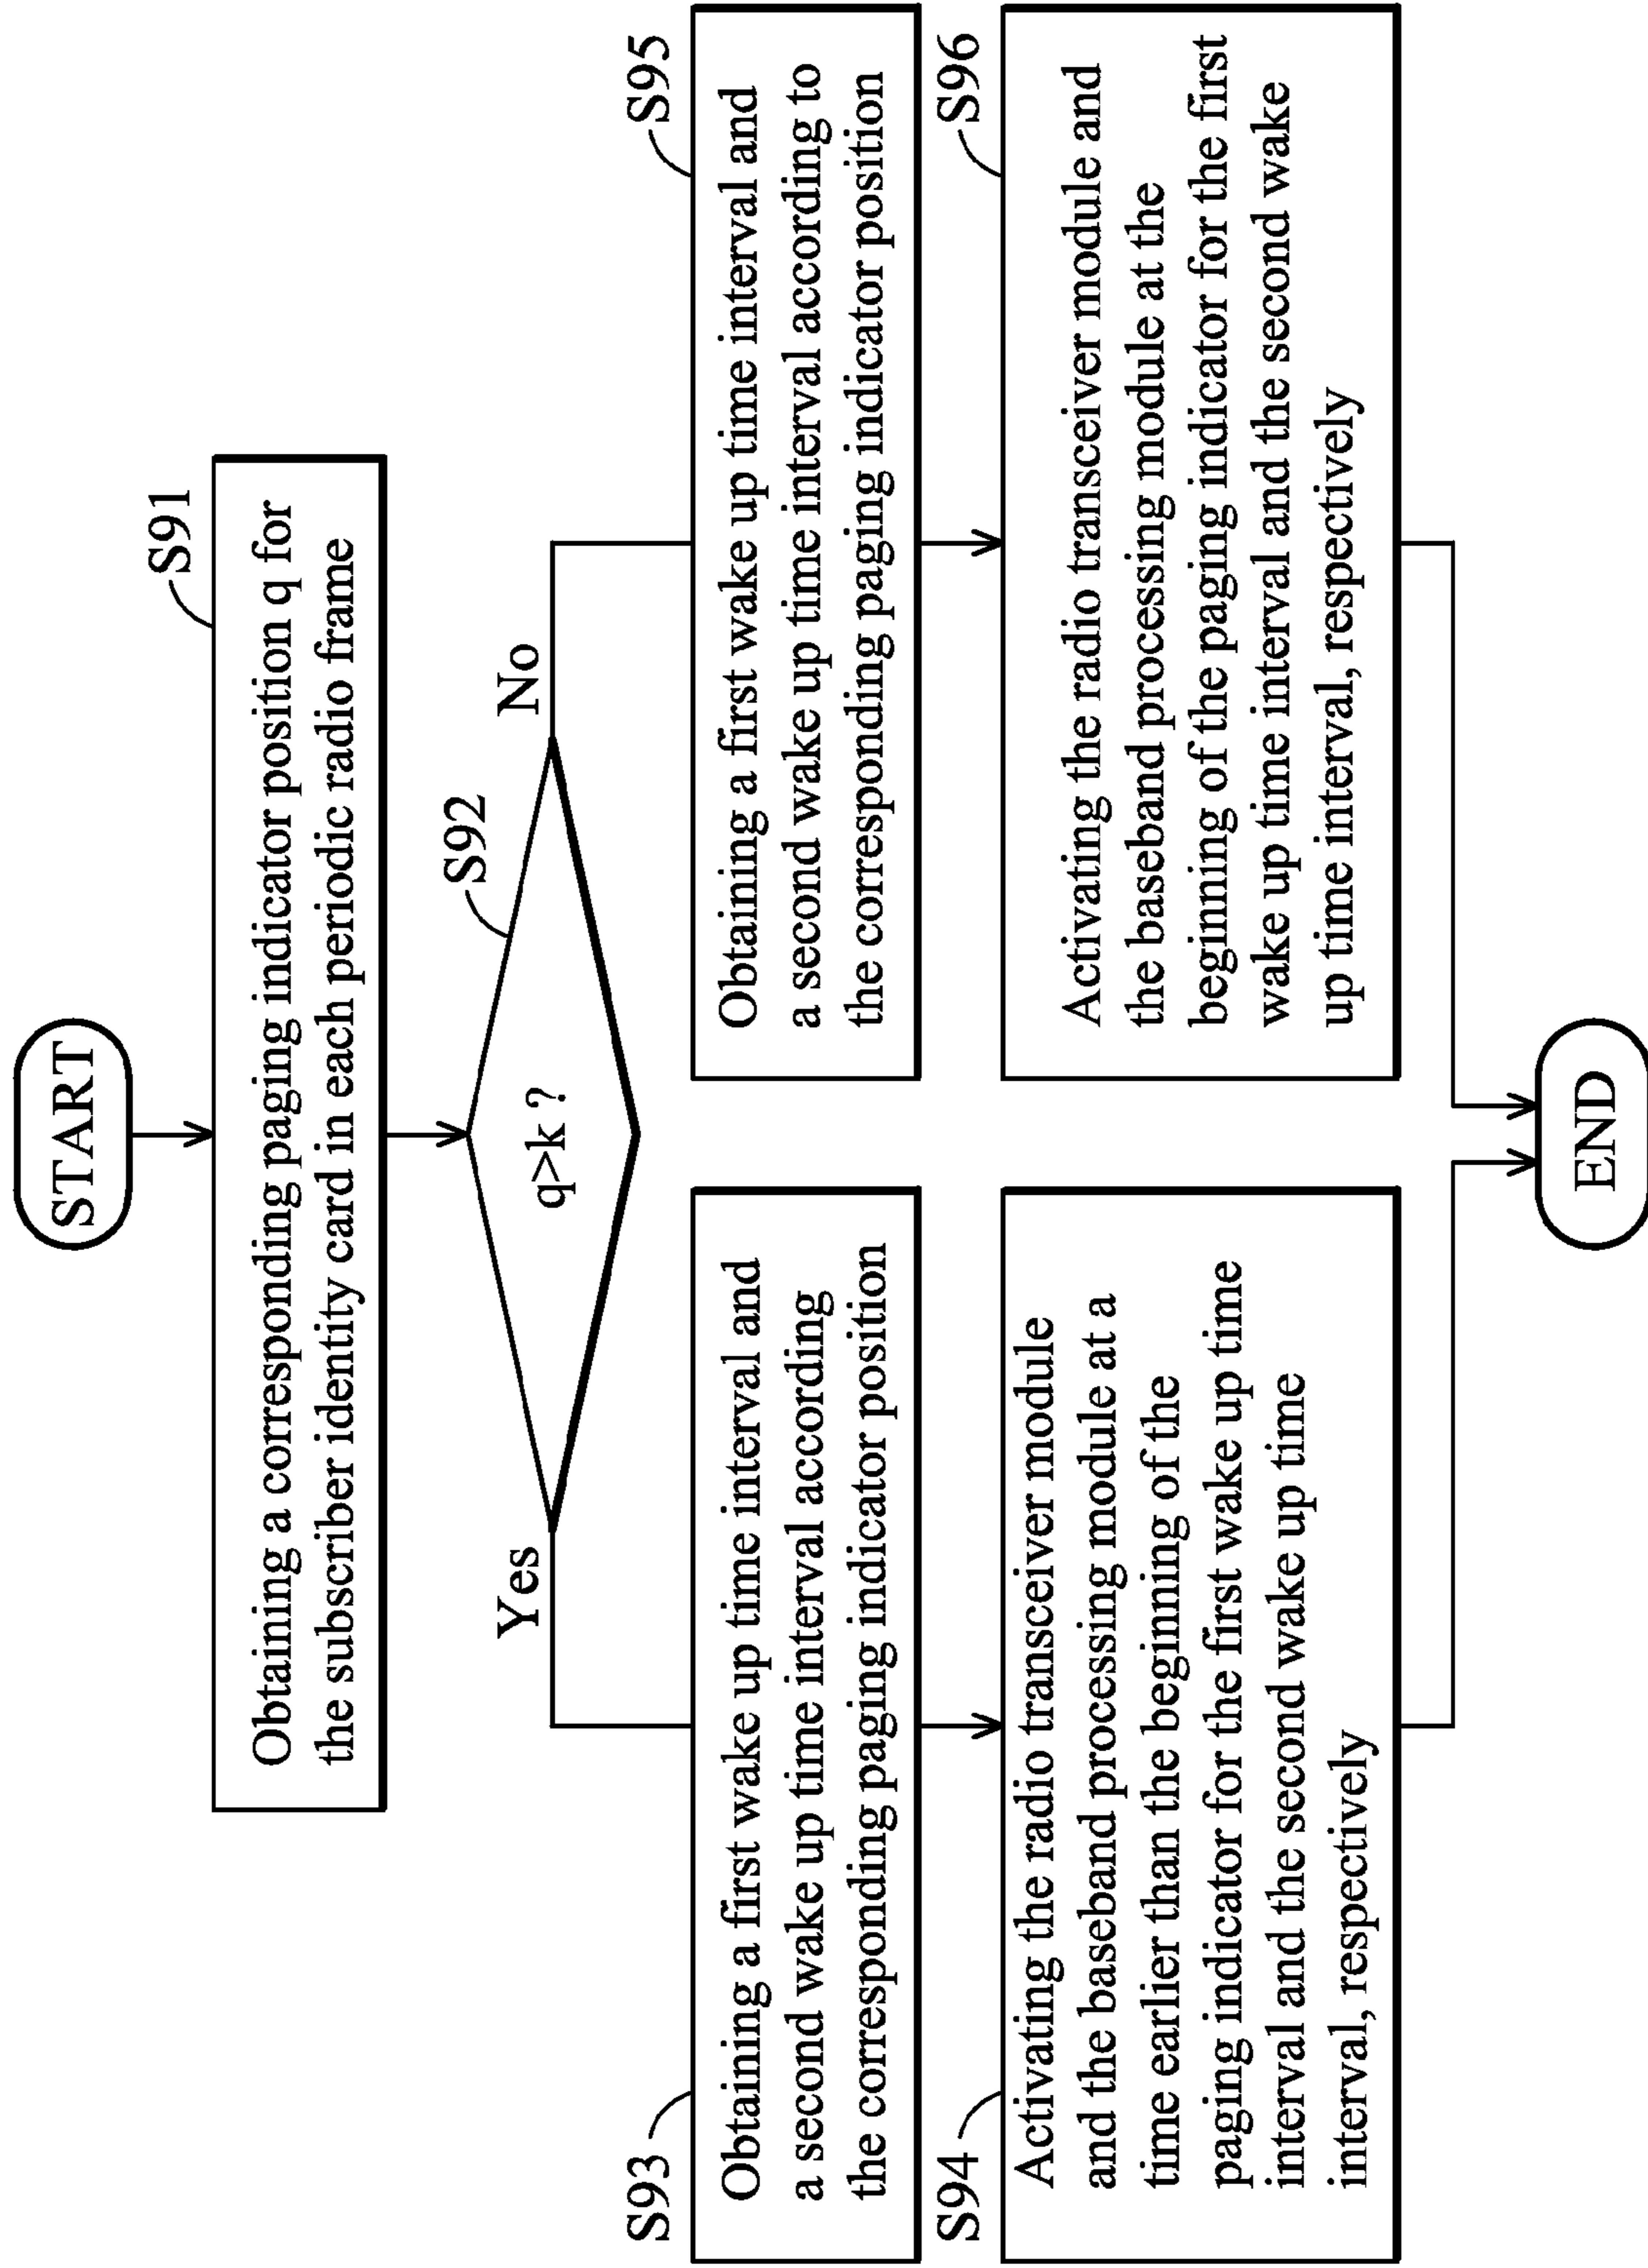 START
S91
Obtaining a corresponding paging indicator position q for
the subscriber identity card in each periodic radio frame
S92
q>k ?
Yes
No
S93
Obtaining a first wake up time interval and
a second wake up time interval according
the corresponding paging indicator position
S94
Activating the radio transceiver module
and the baseband processing module at a
time earlier than the beginning of the
paging indicator for the first wake up time
interval and the second wake up time
interval, respectively
S95
Obtaining a first wake up time interval and
a second wake up time interval according to
the corresponding paging indicator position
S96
Activating the radio transceiver module and
the baseband processing module at the
beginning of the paging indicator for the first
wake up time interval and the second wake
up time interval, respectively
END